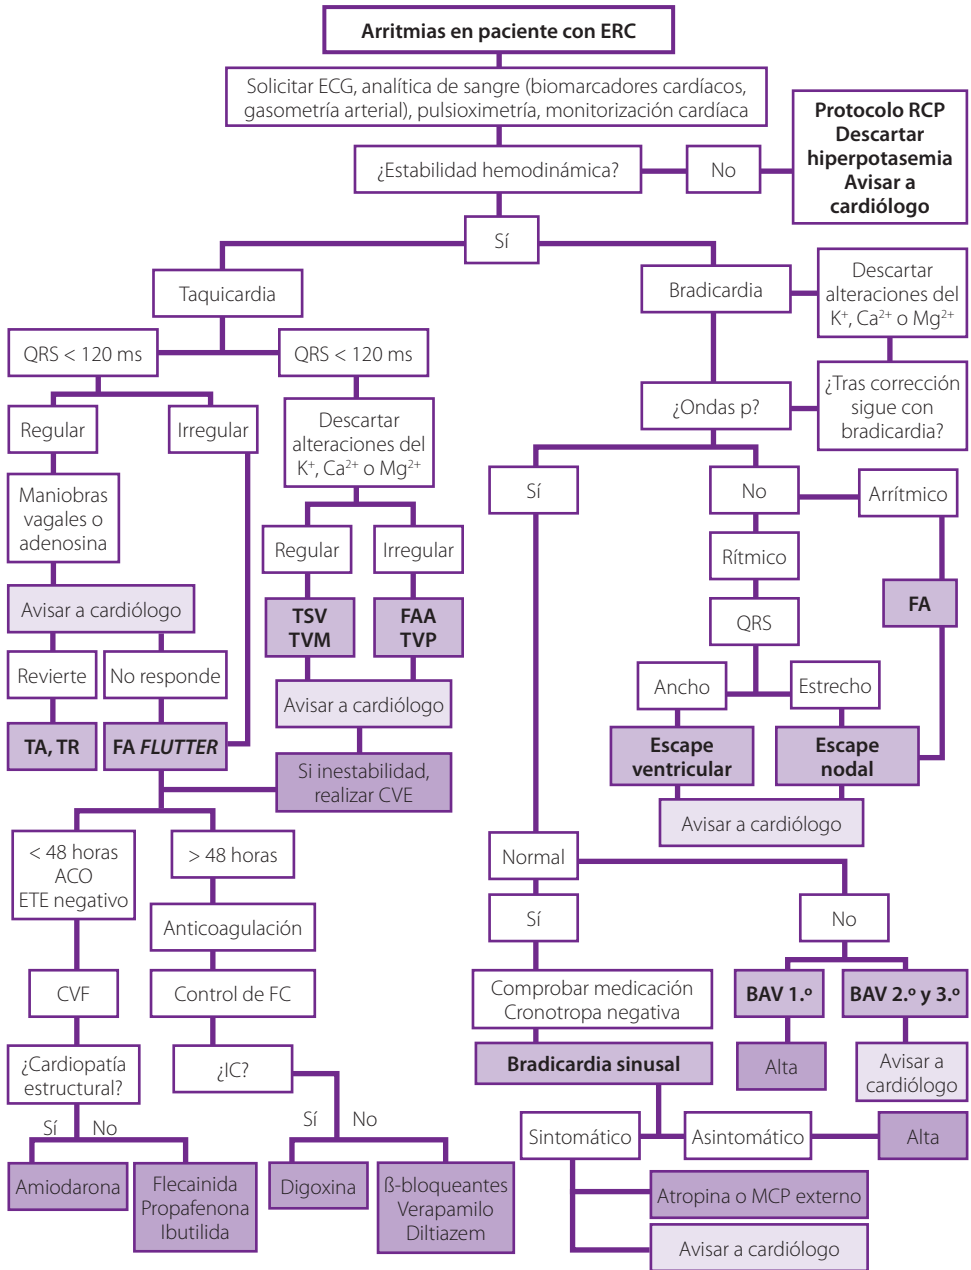 Arritmias en paciente con ERC
Solicitar ECG, analítica de sangre (biomarcadores cardíacos,
gasometría arterial), pulsioximetría, monitorización cardíaca
¿Estabilidad hemodinámica?
No
Protocolo RCP
Descartar
hiperpotasemia
Avisar a
cardiólogo
Sí
Taquicardia
QRS < 120 ms
QRS < 120 ms
Regular
Irregular
Maniobras
vagales o
adenosina
Avisar a cardiólogo
Revierte
No responde
TA, TR
FA FLUTTER
Descartar
alteraciones del
K⁺, Ca²⁺ o Mg²⁺
Regular
Irregular
TSV
TVM
FAA
TVP
Avisar a cardiólogo
Si inestabilidad,
realizar CVE
< 48 horas
ACO
ETE negativo
> 48 horas
CVF
Anticoagulación
Control de FC
¿Cardiopatía
estructural?
¿IC?
Sí
No
Sí
No
Amiodarona
Flecainida
Propafenona
Ibutilida
Digoxina
ß-bloqueantes
Verapamilo
Diltiazem
Bradicardia
Descartar
alteraciones del
K⁺, Ca²⁺ o Mg²⁺
¿Tras corrección
sigue con
bradicardia?
¿Ondas p?
Sí
No
Arrítmico
Rítmico
FA
QRS
Ancho
Estrecho
Escape
ventricular
Escape
nodal
Avisar a cardiólogo
Normal
Sí
No
Comprobar medicación
Cronotropa negativa
BAV 1.º
BAV 2.º y 3.º
Bradicardia sinusal
Alta
Avisar a
cardiólogo
Sintomático
Asintomático
Alta
Atropina o MCP externo
Avisar a cardiólogo